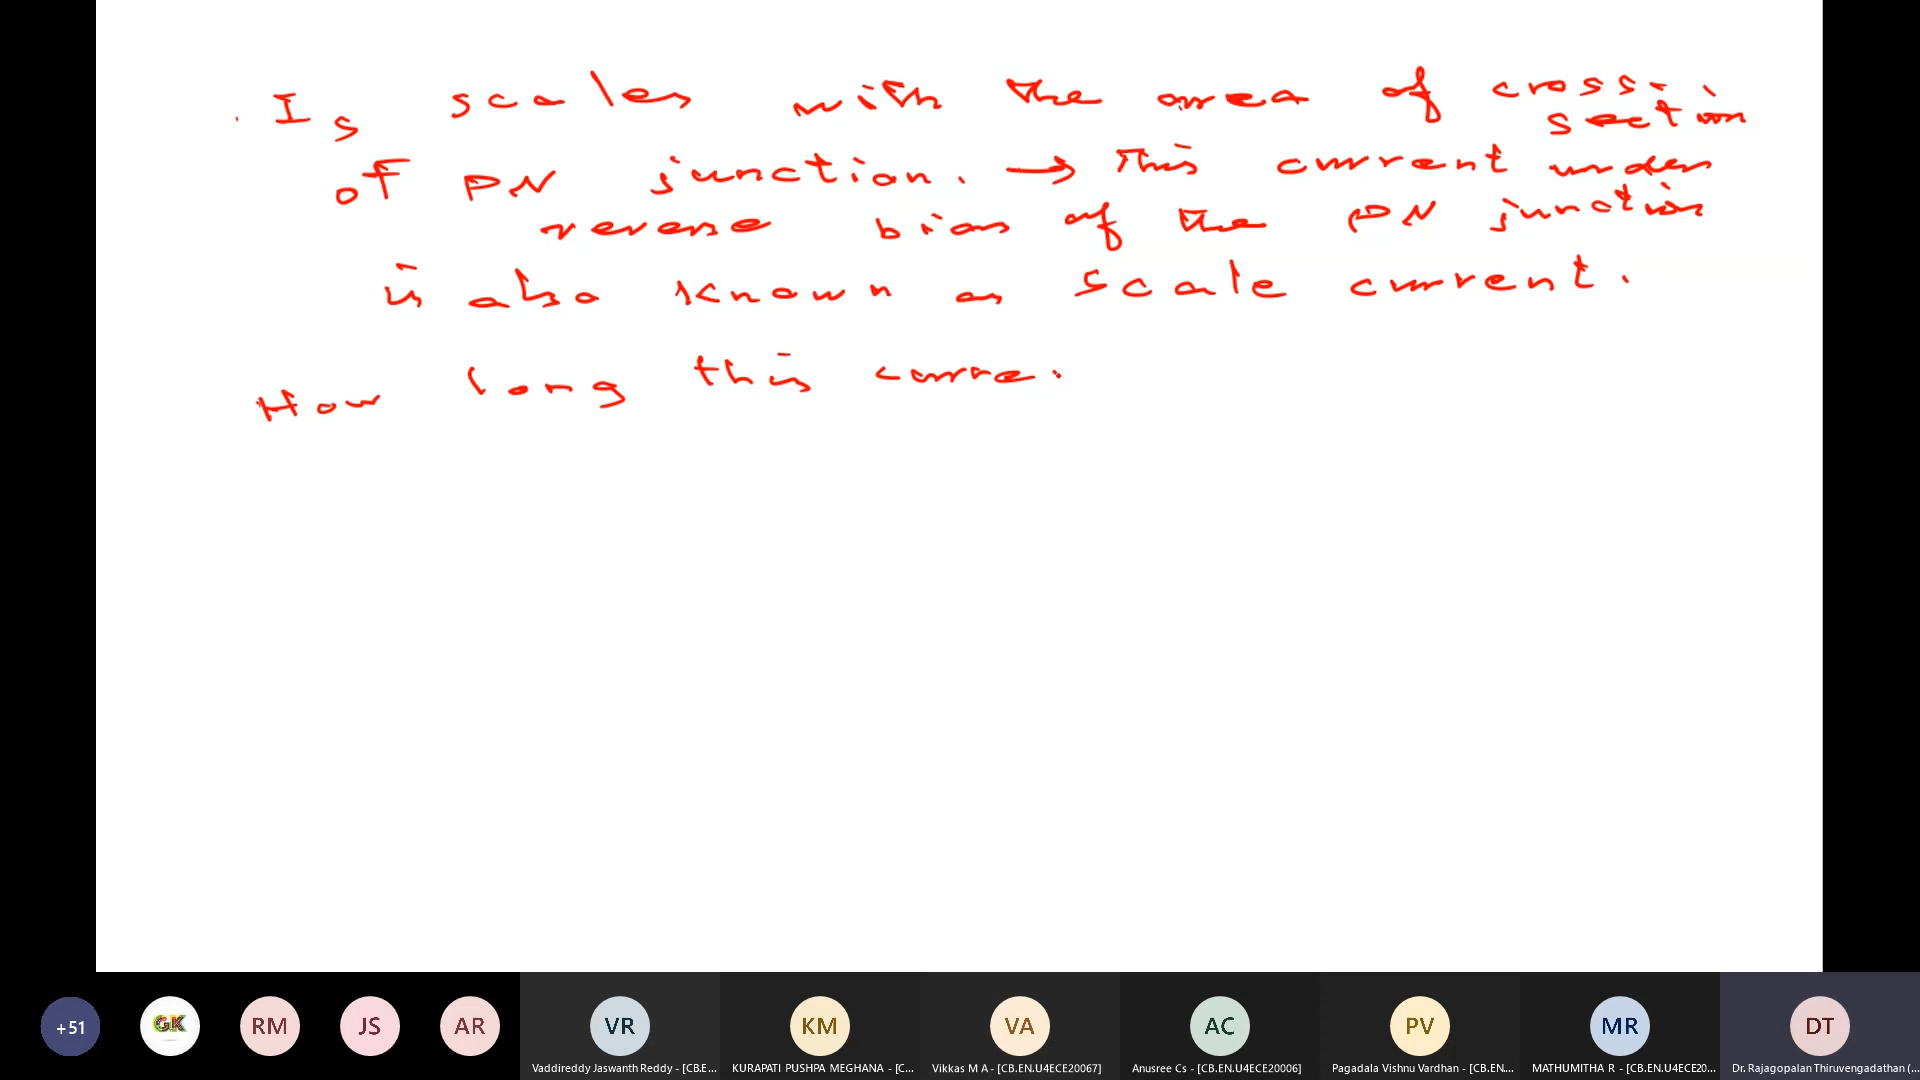 Is scales with the area of cross-section
of PN junction. → This current under
reverse bias of the PN junction
is also known as scale current.
How long this curre
+51
GK
RM
JS
AR
VR
KM
VA
AC
PV
MR
DT
Vaddireddy Jaswanth Reddy - [CB.E...
KURAPATI PUSHPA MEGHANA - [C...
Vikkas M A - [CB.EN.U4ECE20067]
Anusree Cs - [CB.EN.U4ECE20006]
Pagadala Vishnu Vardhan - [CB.EN....
MATHUMITHA R - [CB.EN.U4ECE20...
Dr. Rajagopalan Thiruvengadathan (...